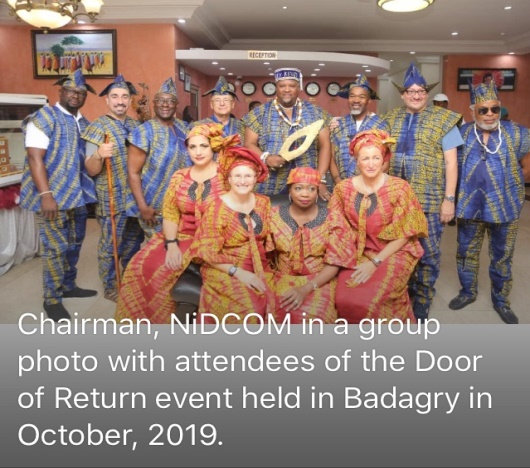 RECEPTION
Chairman, NiDCOM in a group
photo with attendees of the Door
of Return event held in Badagry in
October, 2019.